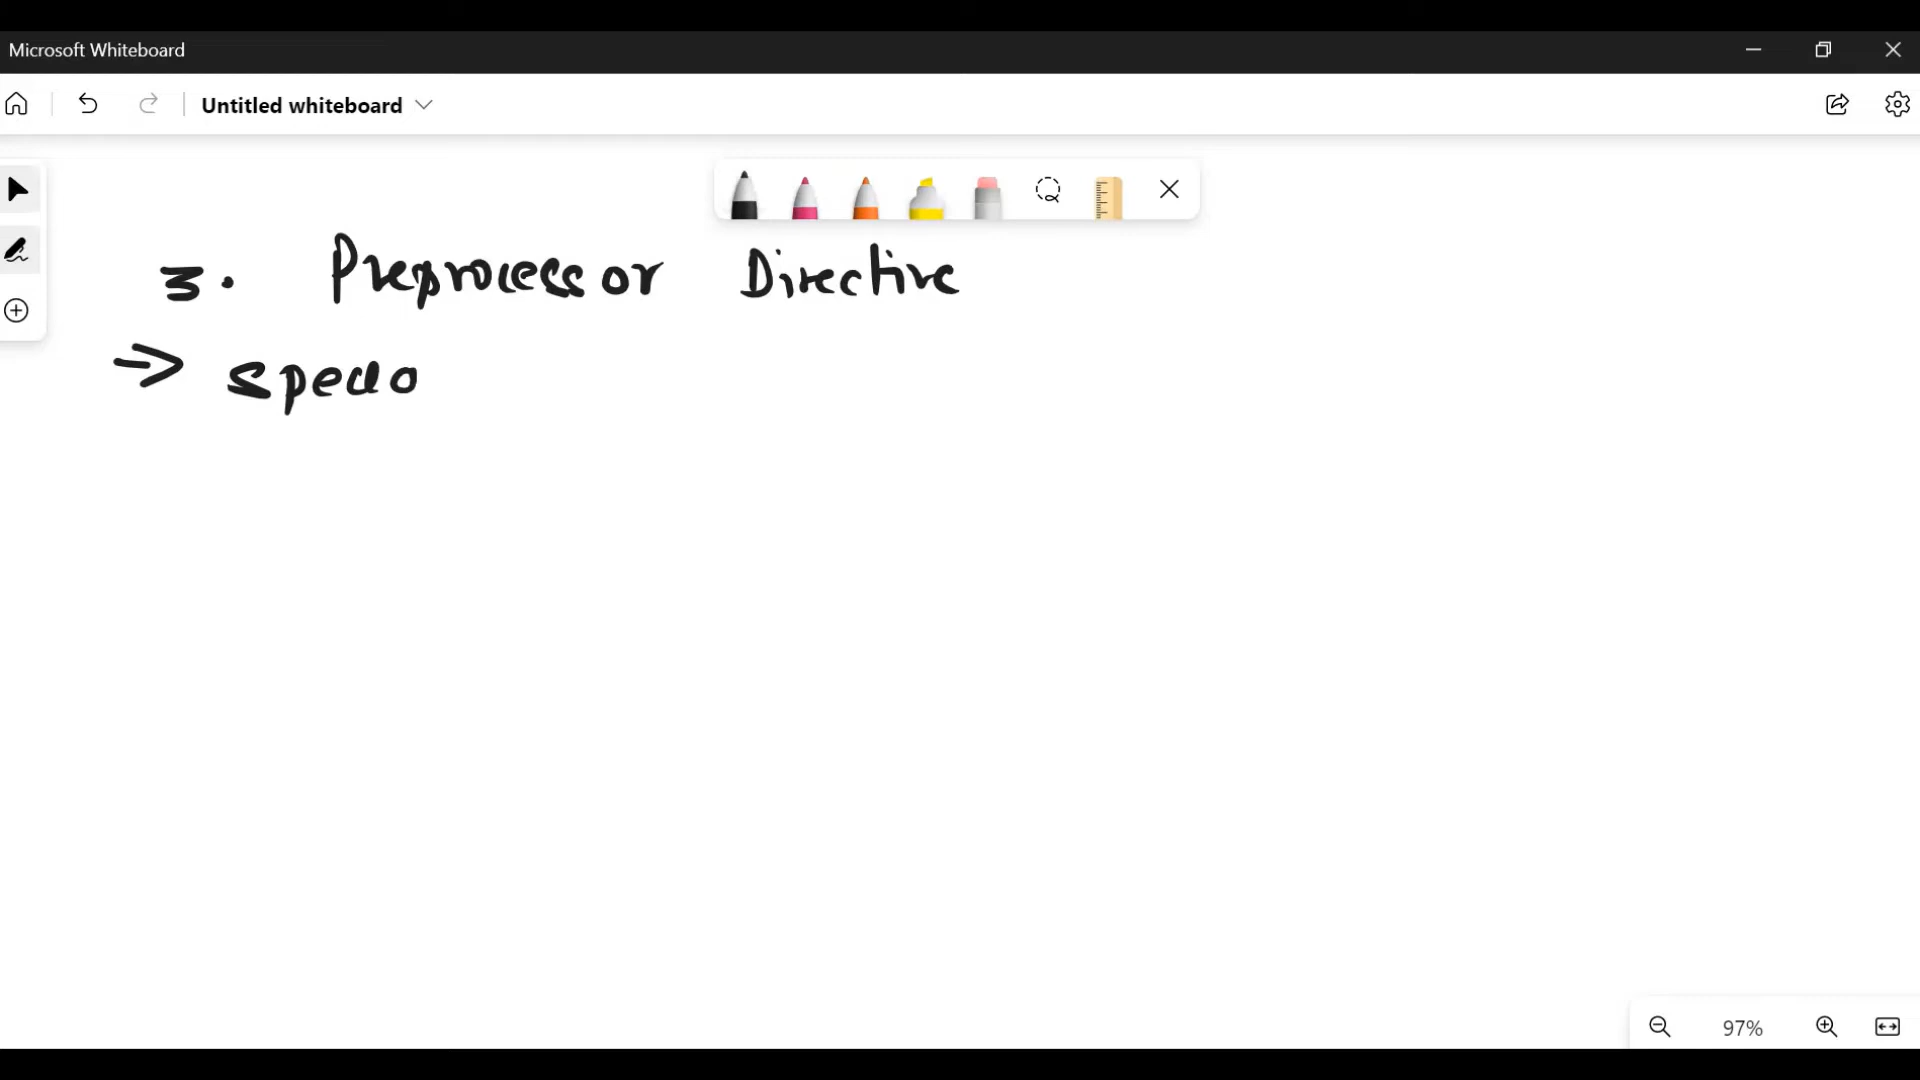 Microsoft Whiteboard
Untitled whiteboard
3. Preprocessor Directive
⇒
97%